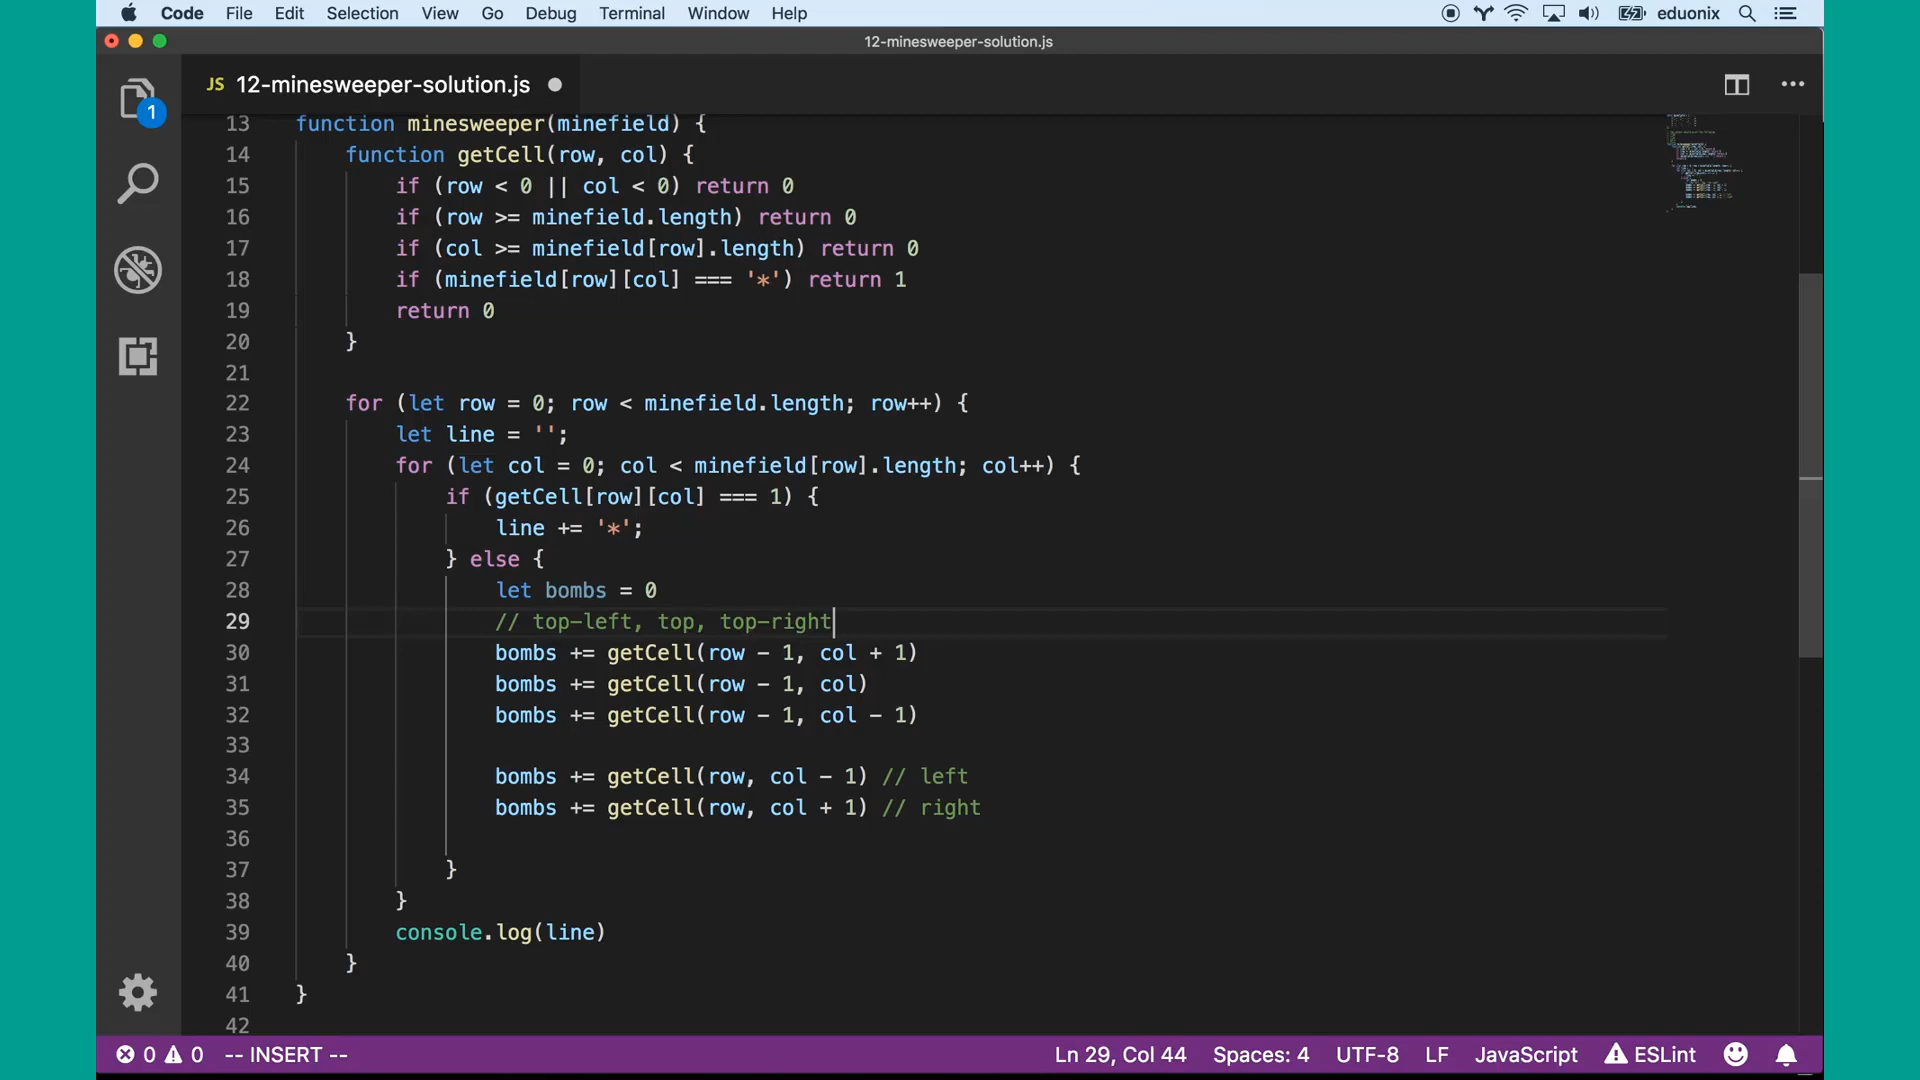 Code File Edit Selection View Go Debug Terminal Window Help eduonix
12-minesweeper-solution.js
JS 12-minesweeper-solution.js
1
13 function minesweeper(minefield) {
14 function getCell(row, col) {
15 if (row < 0 || col < 0) return 0
16 if (row >= minefield.length) return 0
17 if (col >= minefield[row].length) return 0
18 if (minefield[row][col] === '*') return 1
19 return 0
20 }
21
22 for (let row = 0; row < minefield.length; row++) {
23 let line = '';
24 for (let col = 0; col < minefield[row].length; col++) {
25 if (getCell[row][col] === 1) {
26 line += '*';
27 } else {
28 let bombs = 0
29 // top-left, top, top-right
30 bombs += getCell(row - 1, col + 1)
31 bombs += getCell(row - 1, col)
32 bombs += getCell(row - 1, col - 1)
33
34 bombs += getCell(row, col - 1) // left
35 bombs += getCell(row, col + 1) // right
36
37 }
38 }
39 console.log(line)
40 }
41 }
42
0 0 -- INSERT -- Ln 29, Col 44 Spaces: 4 UTF-8 LF JavaScript ESLint